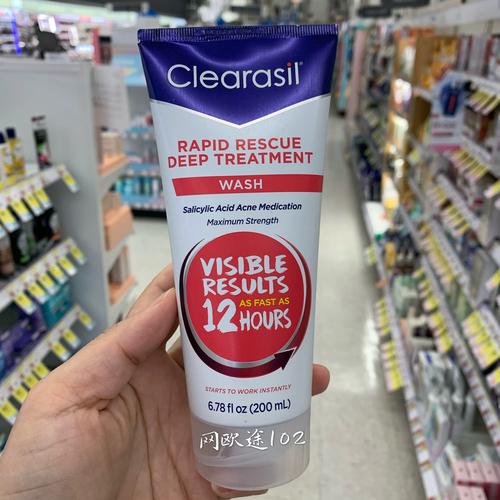 Clearasil®
RAPID RESCUE
DEEP TREATMENT
WASH
Salicylic Acid Acne Medication
Maximum Strength
VISIBLE
RESULTS
12 AS FAST AS
HOURS
STARTS TO WORK INSTANTLY
6.78 fl oz (200 mL)
网欧途102